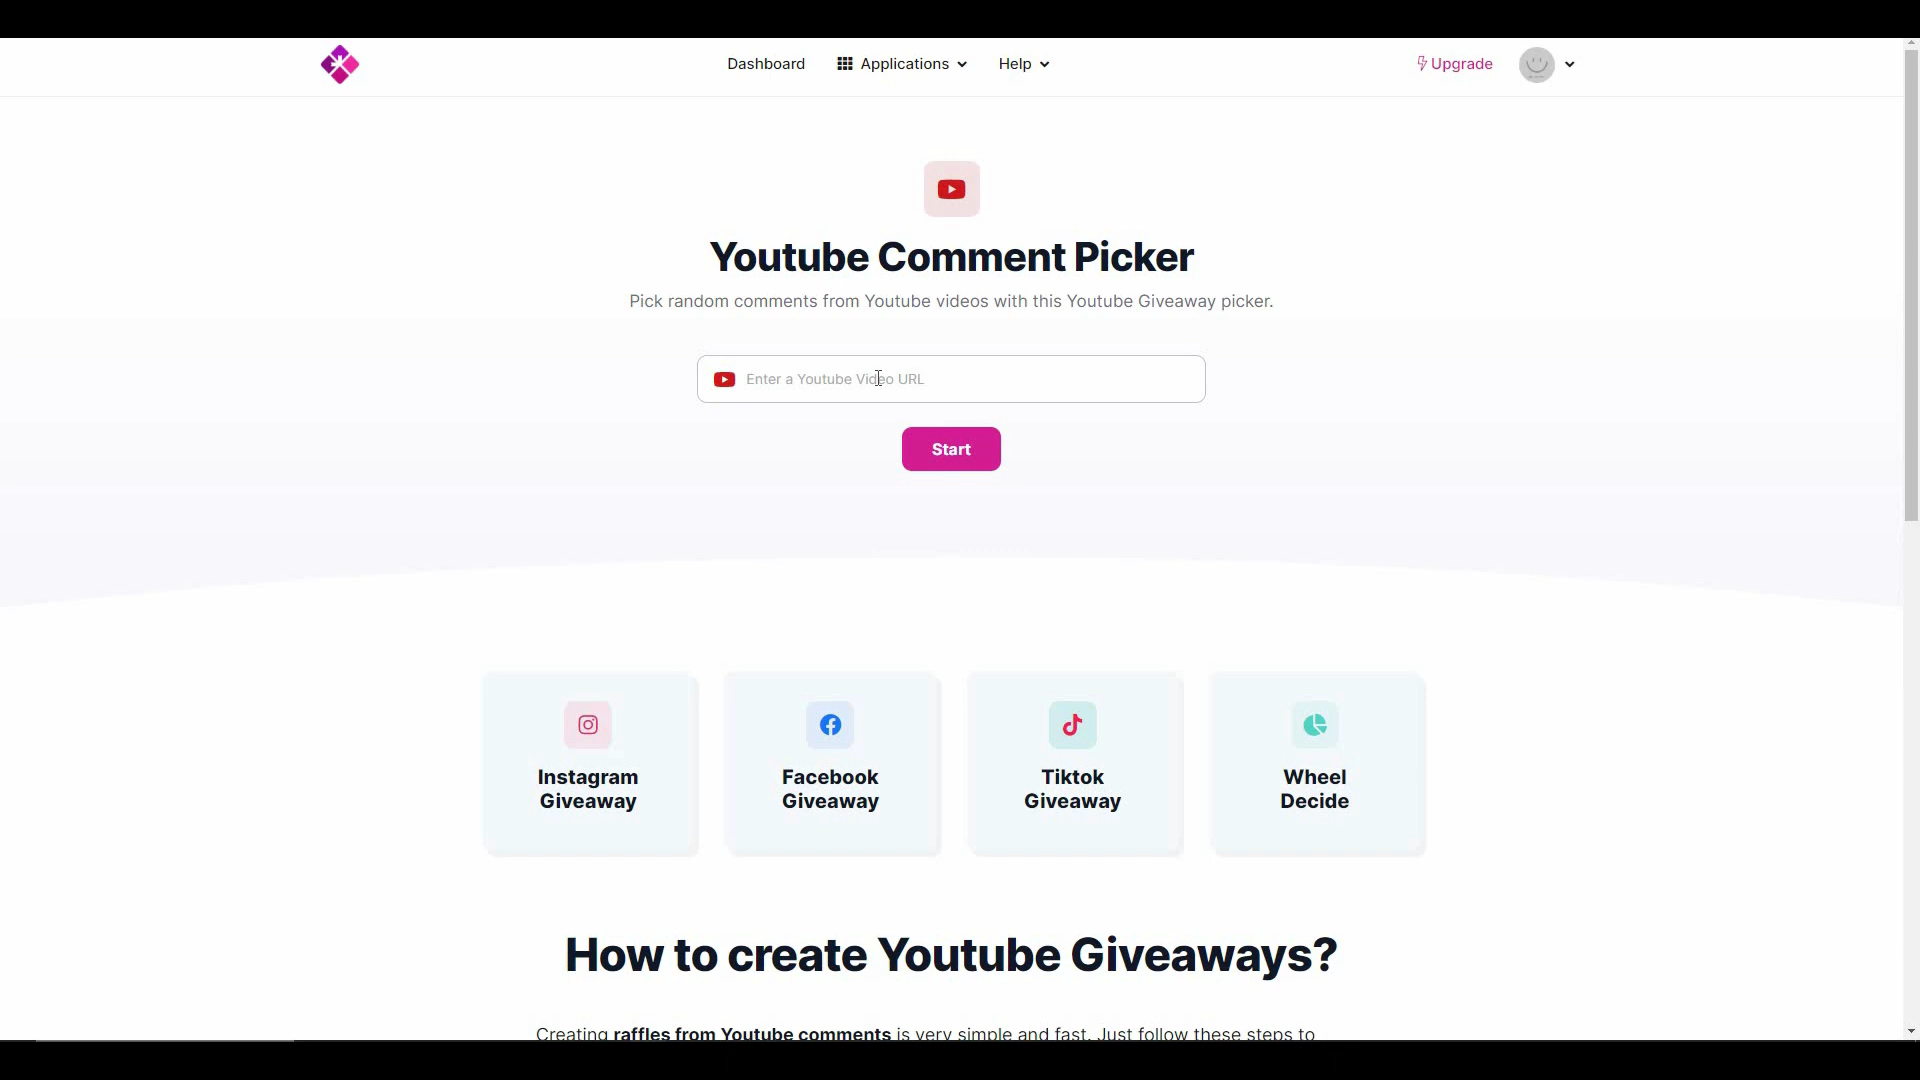 Dashboard Applications Help Upgrade
Youtube Comment Picker
Pick random comments from Youtube videos with this Youtube Giveaway picker.
Enter a Youtube Video URL
Start
Instagram
Giveaway
Facebook
Giveaway
Tiktok
Giveaway
Wheel
Decide
How to create Youtube Giveaways?
Creating raffles from Youtube comments is very simple and fast. Just follow these steps to